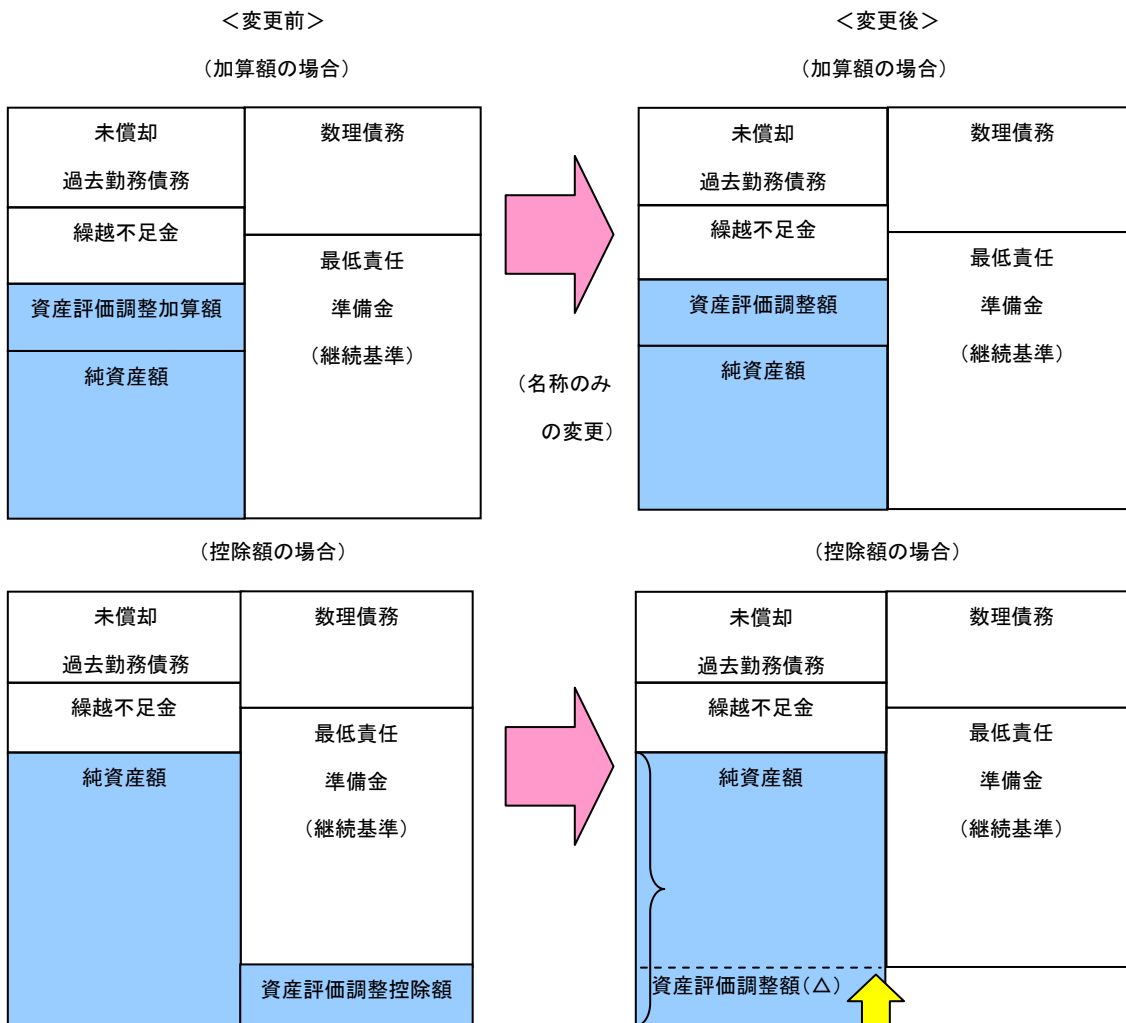 ＜変更前＞
（加算額の場合）
未償却
過去勤務債務
繰越不足金
資産評価調整加算額
純資産額
数理債務
最低責任
準備金
（継続基準）
（名称のみ
の変更）
＜変更後＞
（加算額の場合）
未償却
過去勤務債務
繰越不足金
資産評価調整額
純資産額
数理債務
最低責任
準備金
（継続基準）
（控除額の場合）
未償却
過去勤務債務
繰越不足金
純資産額
数理債務
最低責任
準備金
（継続基準）
資産評価調整控除額
（控除額の場合）
未償却
過去勤務債務
繰越不足金
純資産額
資産評価調整額（△）
数理債務
最低責任
準備金
（継続基準）